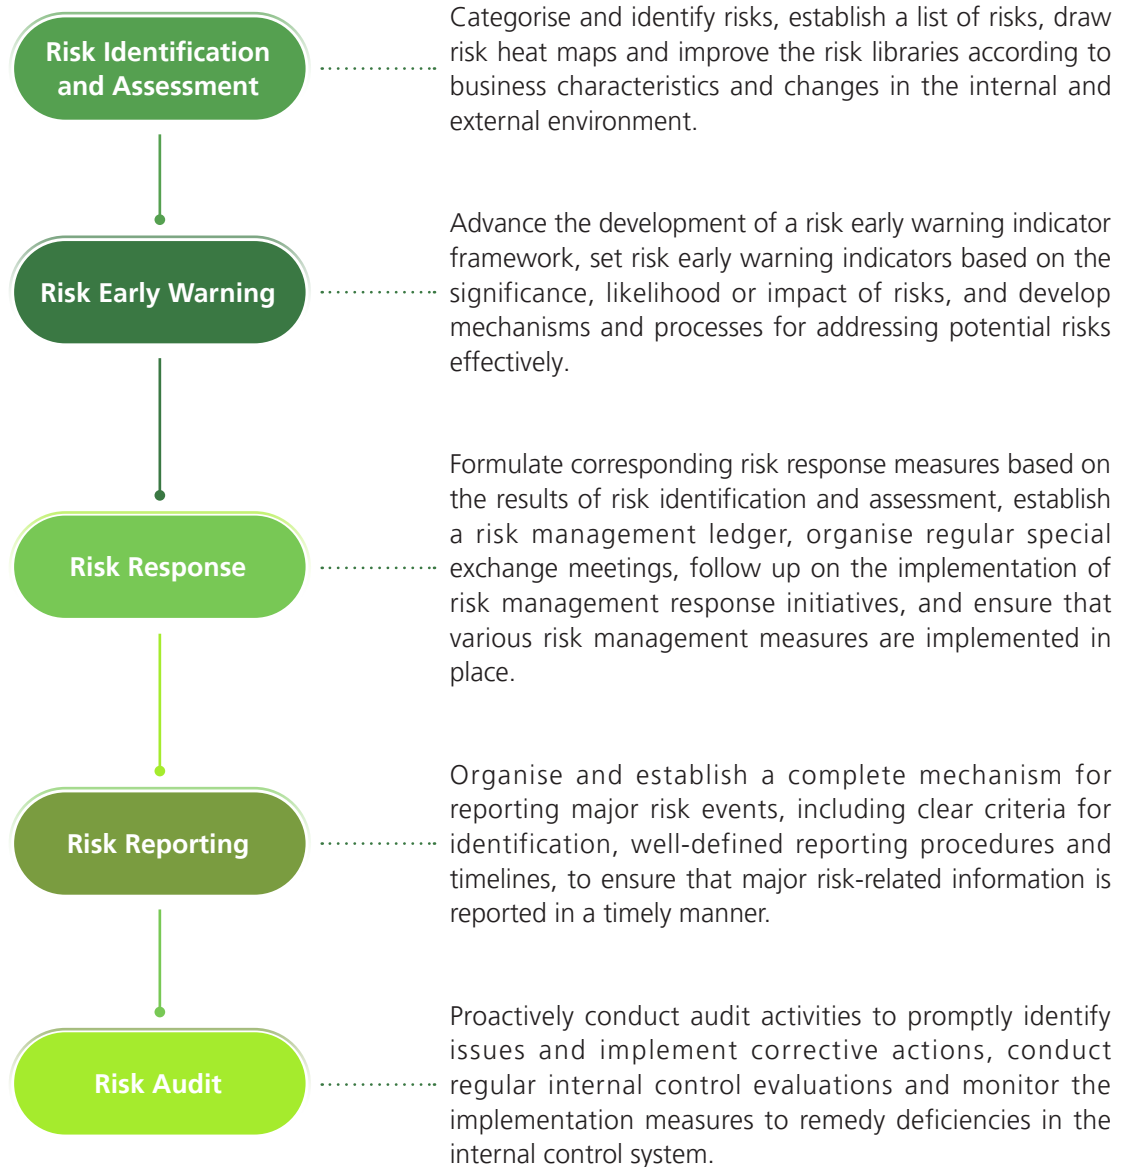 Risk Identification
and Assessment
Categorise and identify risks, establish a list of risks, draw
risk heat maps and improve the risk libraries according to
business characteristics and changes in the internal and
external environment.
Risk Early Warning
Advance the development of a risk early warning indicator
framework, set risk early warning indicators based on the
significance, likelihood or impact of risks, and develop
mechanisms and processes for addressing potential risks
effectively.
Risk Response
Formulate corresponding risk response measures based on
the results of risk identification and assessment, establish
a risk management ledger, organise regular special
exchange meetings, follow up on the implementation of
risk management response initiatives, and ensure that
various risk management measures are implemented in
place.
Risk Reporting
Organise and establish a complete mechanism for
reporting major risk events, including clear criteria for
identification, well-defined reporting procedures and
timelines, to ensure that major risk-related information is
reported in a timely manner.
Risk Audit
Proactively conduct audit activities to promptly identify
issues and implement corrective actions, conduct
regular internal control evaluations and monitor the
implementation measures to remedy deficiencies in the
internal control system.